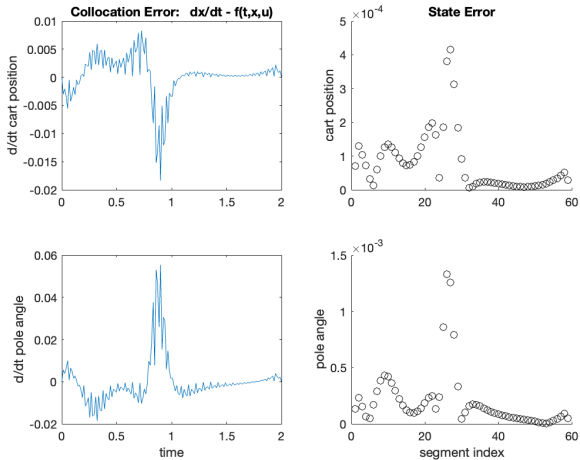 Collocation Error: dx/dt - f(t,x,u)
d/dt cart position
0.01
0.005
0
-0.005
-0.01
-0.015
-0.02
0 0.5 1 1.5 2
State Error
×10⁻⁴
cart position
5
4
3
2
1
0
0 20 40 60
d/dt pole angle
0.06
0.04
0.02
0
-0.02
0 0.5 1 1.5 2
time
×10⁻³
pole angle
1.5
1
0.5
0
0 20 40 60
segment index